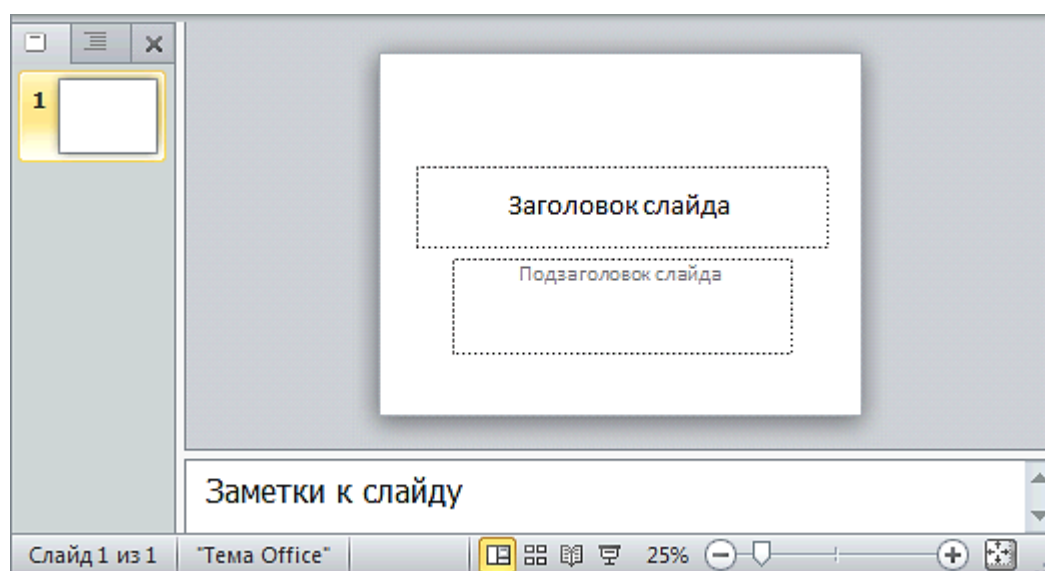 1
Заголовок слайда
Подзаголовок слайда
Заметки к слайду
Слайд 1 из 1 "Тема Office" 25%